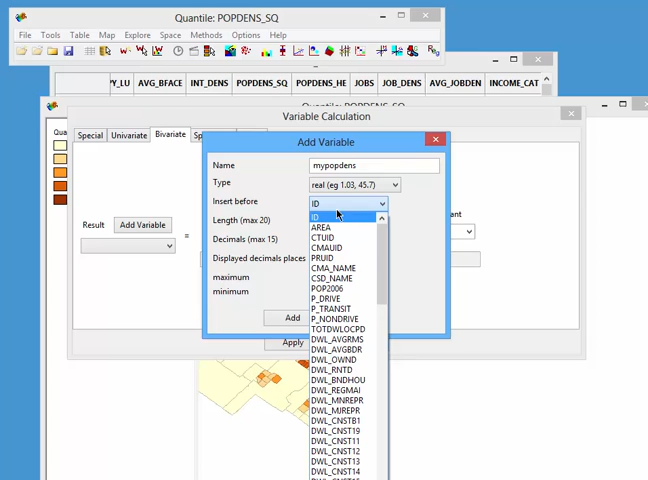 Quantile: POPDENS_SQ
File Tools Table Map Explore Space Methods Options Help
AVG_BFACE INT_DENS POPDENS_SQ POPDENS_HE JOBS JOB_DENS AVG_JOBDEN INCOME_CAT
Quantile: POPDENS_SQ
Variable Calculation
Special Univariate Bivariate
Add Variable
Name mypopdens
Type real (eg 1.03, 45.7)
Insert before ID
Length (max 20)
Decimals (max 15)
Displayed decimals places
maximum
minimum
Add
Result Add Variable
=
Apply
ID
AREA
CTUID
CMAUID
PRUID
CMA_NAME
CSD_NAME
POP2006
P_DRIVE
P_TRANSIT
P_NONDRIVE
TOTDWLOCPD
DWL_AVGRMS
DWL_AVGBDR
DWL_OWND
DWL_RNTD
DWL_BNDHOU
DWL_REGMAI
DWL_MNREPR
DWL_MJREPR
DWL_CNSTB1
DWL_CNST19
DWL_CNST11
DWL_CNST12
DWL_CNST13
DWL_CNST14